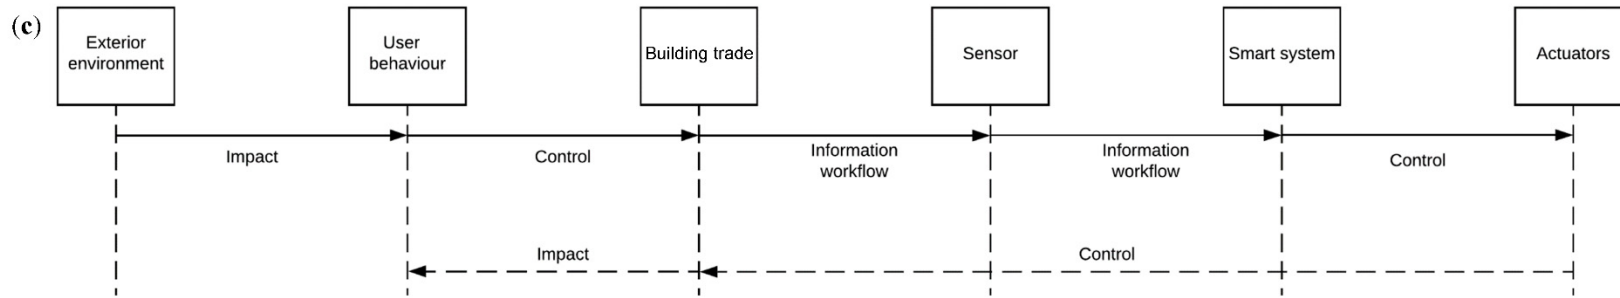 (c)
Exterior
environment
User
behaviour
Building trade
Sensor
Smart system
Actuators
Impact
Control
Information
workflow
Information
workflow
Control
Impact
Control